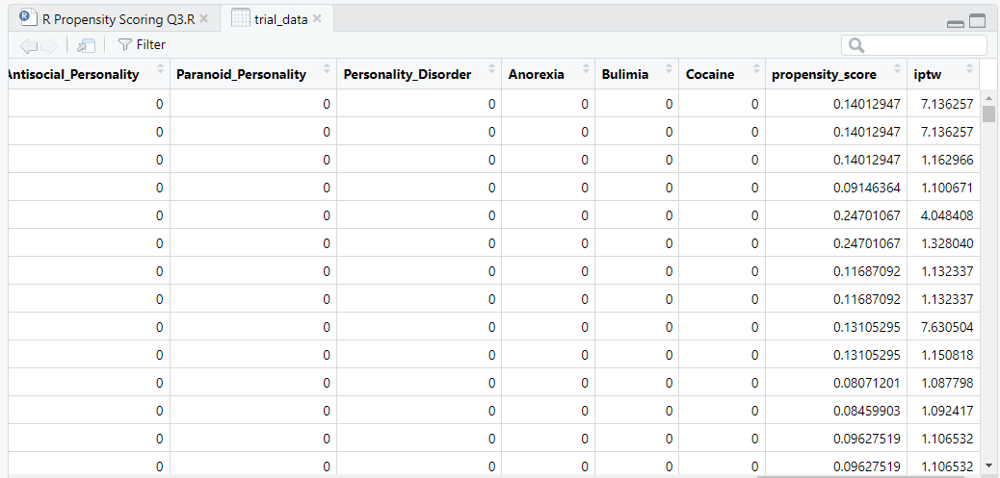 R Propensity Scoring Q3.R trial_data
Filter
Antisocial_Personality Paranoid_Personality Personality_Disorder Anorexia Bulimia Cocaine propensity_score iptw
0 0 0 0 0 0 0.14012947 7.136257
0 0 0 0 0 0 0.14012947 7.136257
0 0 0 0 0 0 0.14012947 1.162966
0 0 0 0 0 0 0.09146364 1.100671
0 0 0 0 0 0 0.24701067 4.048408
0 0 0 0 0 0 0.24701067 1.328040
0 0 0 0 0 0 0.11687092 1.132337
0 0 0 0 0 0 0.11687092 1.132337
0 0 0 0 0 0 0.13105295 7.630504
0 0 0 0 0 0 0.13105295 1.150818
0 0 0 0 0 0 0.08071201 1.087798
0 0 0 0 0 0 0.08459903 1.092417
0 0 0 0 0 0 0.09627519 1.106532
0 0 0 0 0 0 0.09627519 1.106532